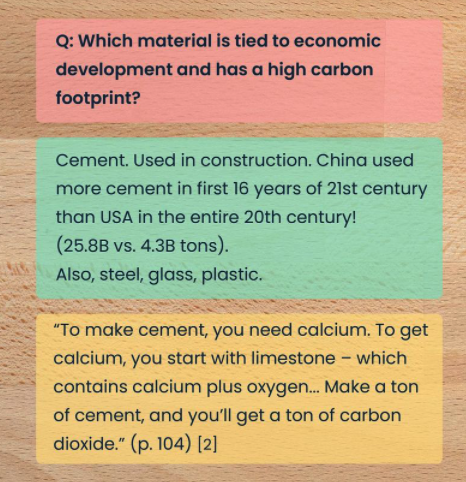 Q: Which material is tied to economic
development and has a high carbon
footprint?
Cement. Used in construction. China used
more cement in first 16 years of 21st century
than USA in the entire 20th century!
(25.8B vs. 4.3B tons).
Also, steel, glass, plastic.
“To make cement, you need calcium. To get
calcium, you start with limestone – which
contains calcium plus oxygen... Make a ton
of cement, and you’ll get a ton of carbon
dioxide.” (p. 104) [2]